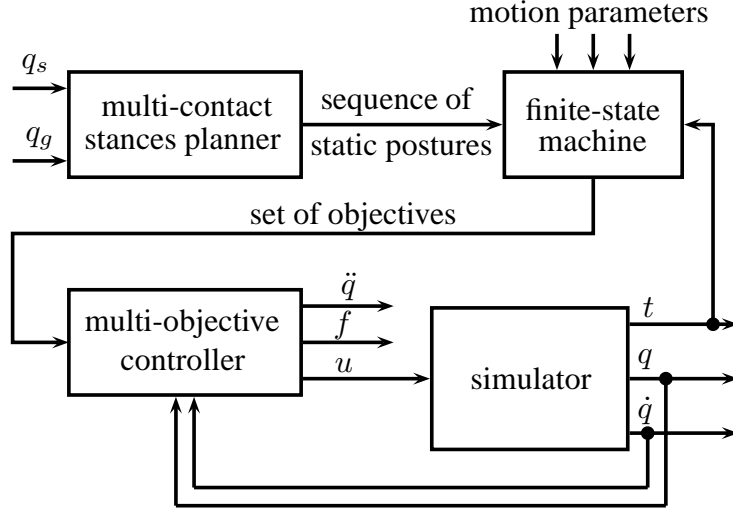 motion parameters
q_s
q_g
multi-contact
stances planner
sequence of
static postures
finite-state
machine
set of objectives
multi-objective
controller
q̈
f
u
simulator
t
q
q̇